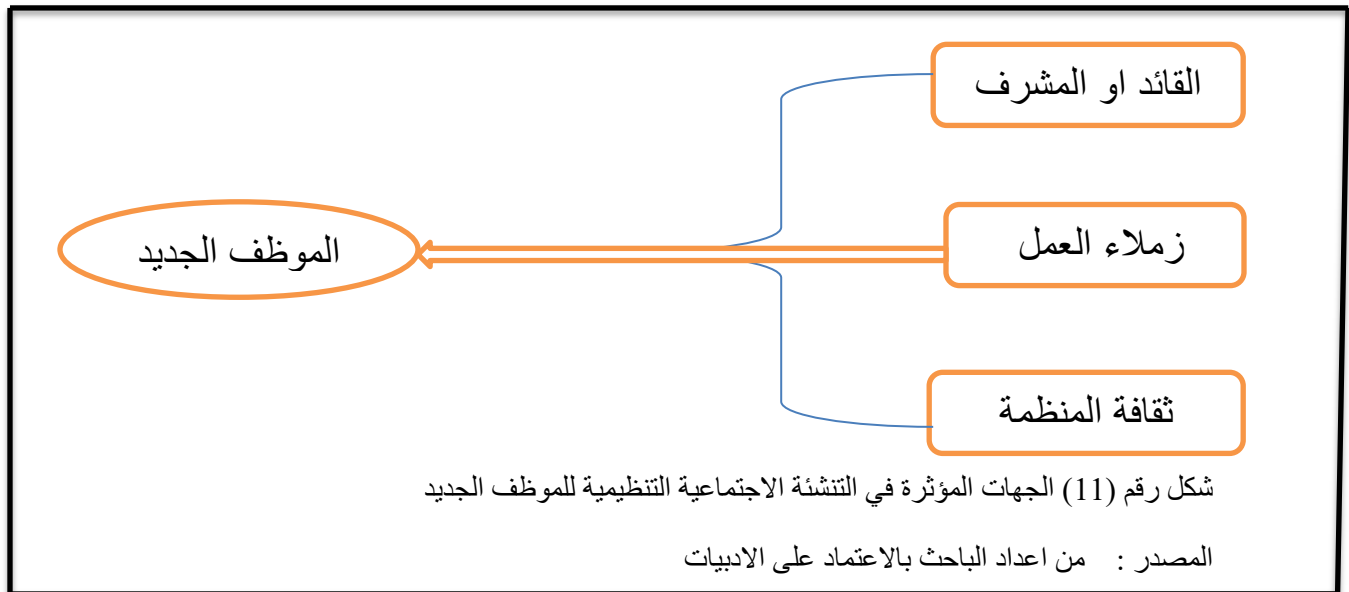 القائد او المشرف
زملاء العمل
الموظف الجديد
ثقافة المنظمة
شكل رقم (11) الجهات المؤثرة في التنشئة الاجتماعية التنظيمية للموظف الجديد
المصدر : من اعداد الباحث بالاعتماد على الادبيات